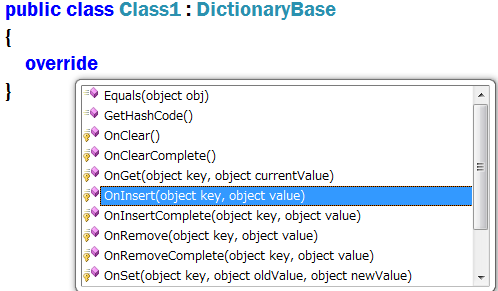 public class Class1 : DictionaryBase
{
override
}
Equals(object obj)
GetHashCode()
OnClear()
OnClearComplete()
OnGet(object key, object currentValue)
OnInsert(object key, object value)
OnInsertComplete(object key, object value)
OnRemove(object key, object value)
OnRemoveComplete(object key, object value)
OnSet(object key, object oldValue, object newValue)